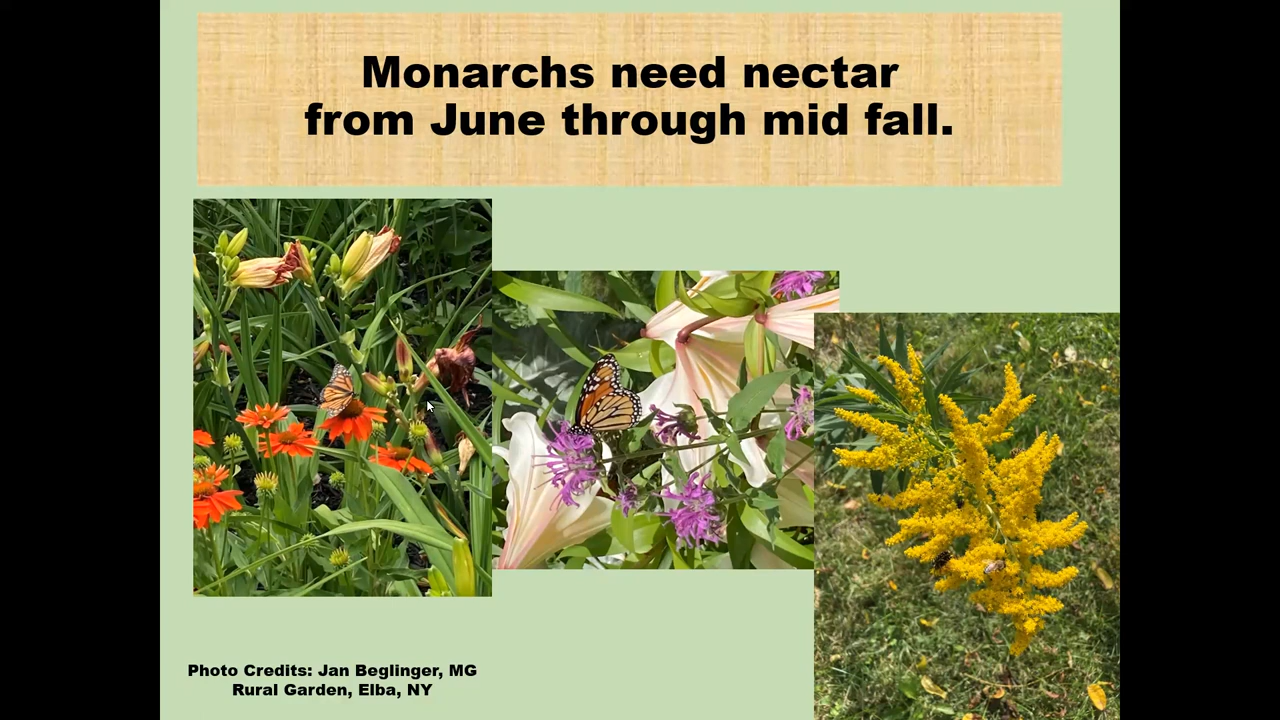 Monarchs need nectar
from June through mid fall.
Photo Credits: Jan Beglinger, MG
Rural Garden, Elba, NY